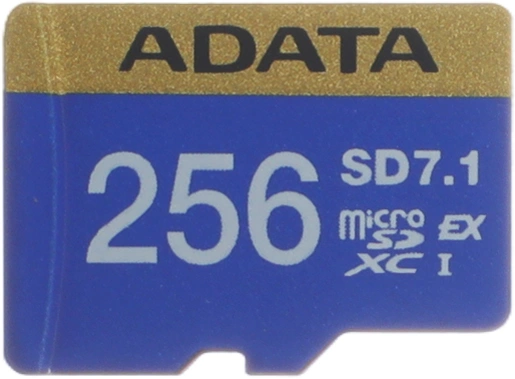 ADATA
256
SD7.1
micro
SD EX
XC I